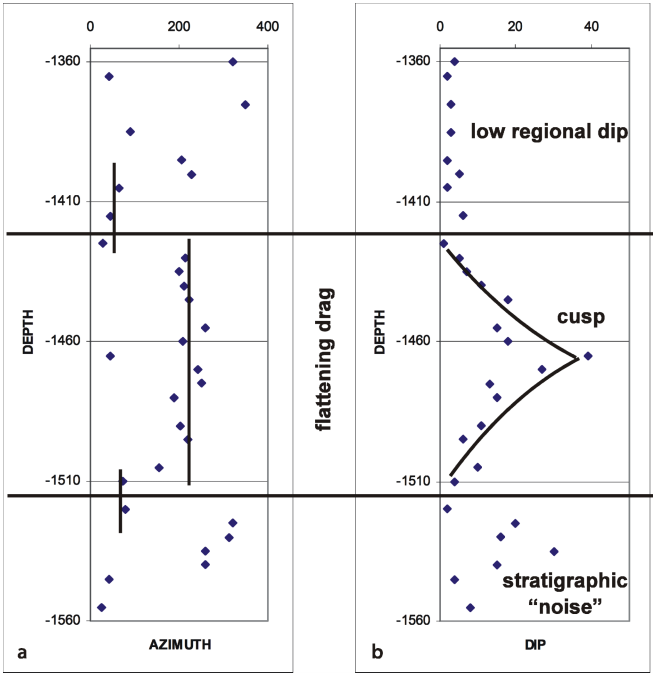 0 200 400
-1360
-1410
-1460
-1510
-1560
DEPTH
AZIMUTH
a
flattening drag
0 20 40
-1360
-1410
-1460
-1510
-1560
DEPTH
low regional dip
cusp
stratigraphic
“noise”
DIP
b